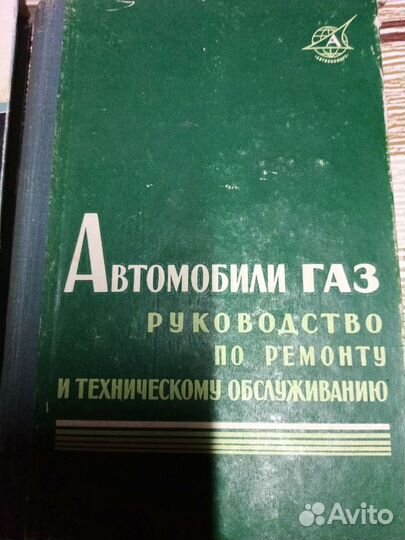 А
Автомобили ГАЗ
РУКОВОДСТВО
ПО РЕМОНТУ
И ТЕХНИЧЕСКОМУ ОБСЛУЖИВАНИЮ
Avito